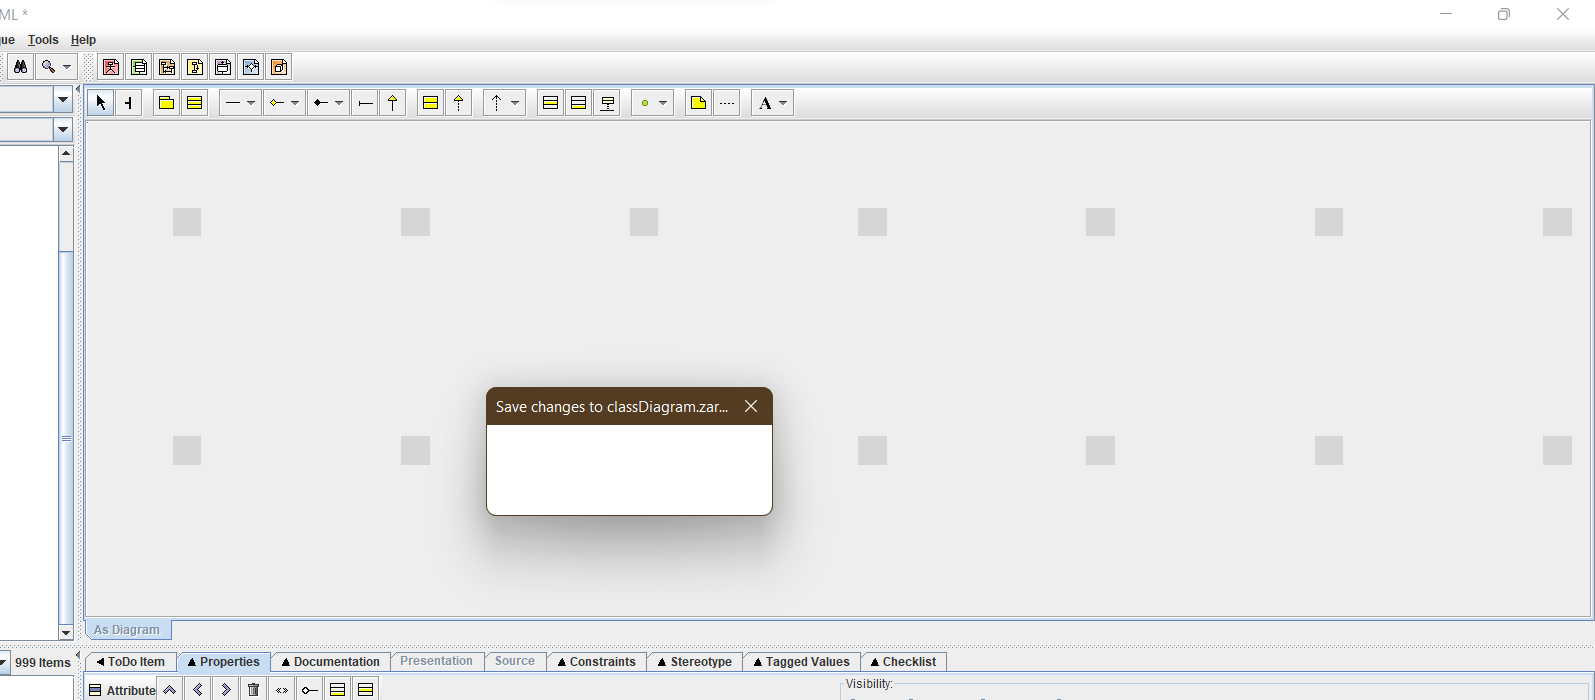 ML *
ue Tools Help
A
Save changes to classDiagram.zar...
As Diagram
999 Items
ToDo Item Properties Documentation Presentation Source Constraints Stereotype Tagged Values Checklist
Attribute
Visibility: